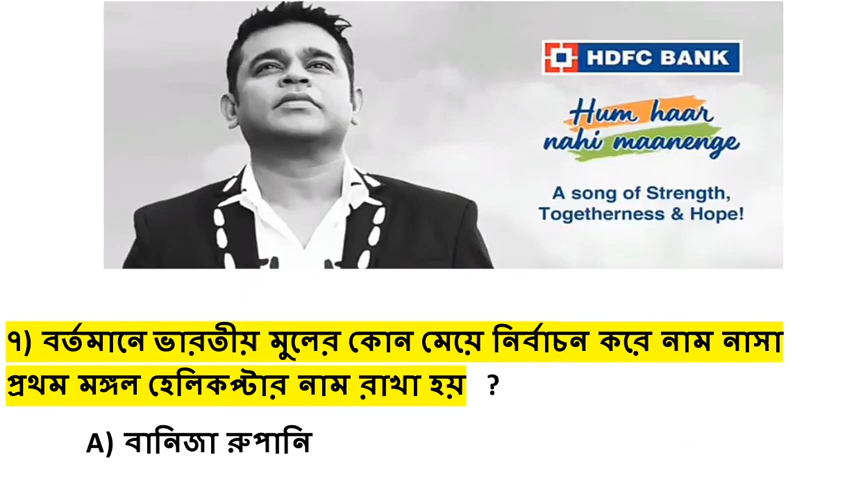 HDFC BANK
Hum haar
nahi maanenge
A song of Strength,
Togetherness & Hope!
৭) বর্তমানে ভারতীয় মুলের কোন মেয়ে নির্বাচন করে নাম নাসা
প্রথম মঙ্গল হেলিকপ্টার নাম রাখা হয় ?
A) বানিজা রুপানি